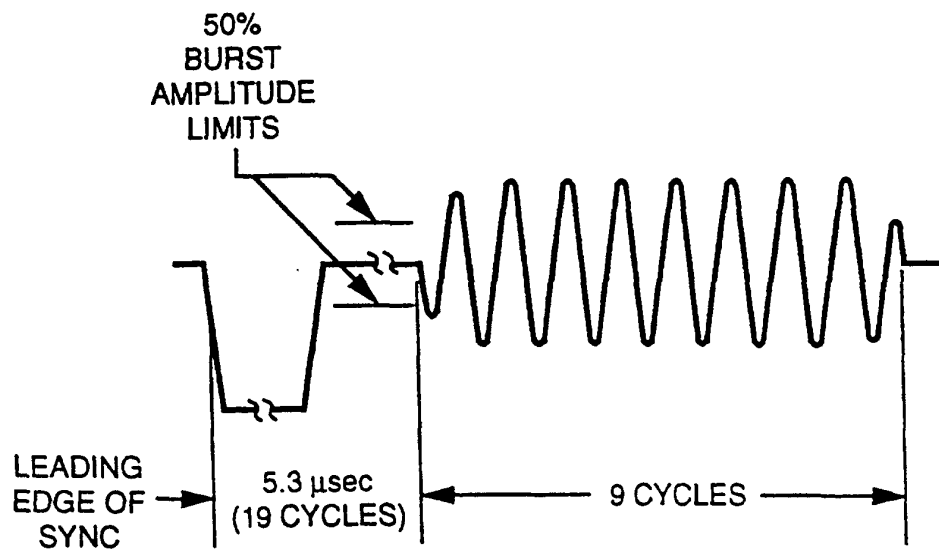 50%
BURST
AMPLITUDE
LIMITS
LEADING
EDGE OF
SYNC
5.3 µsec
(19 CYCLES)
9 CYCLES